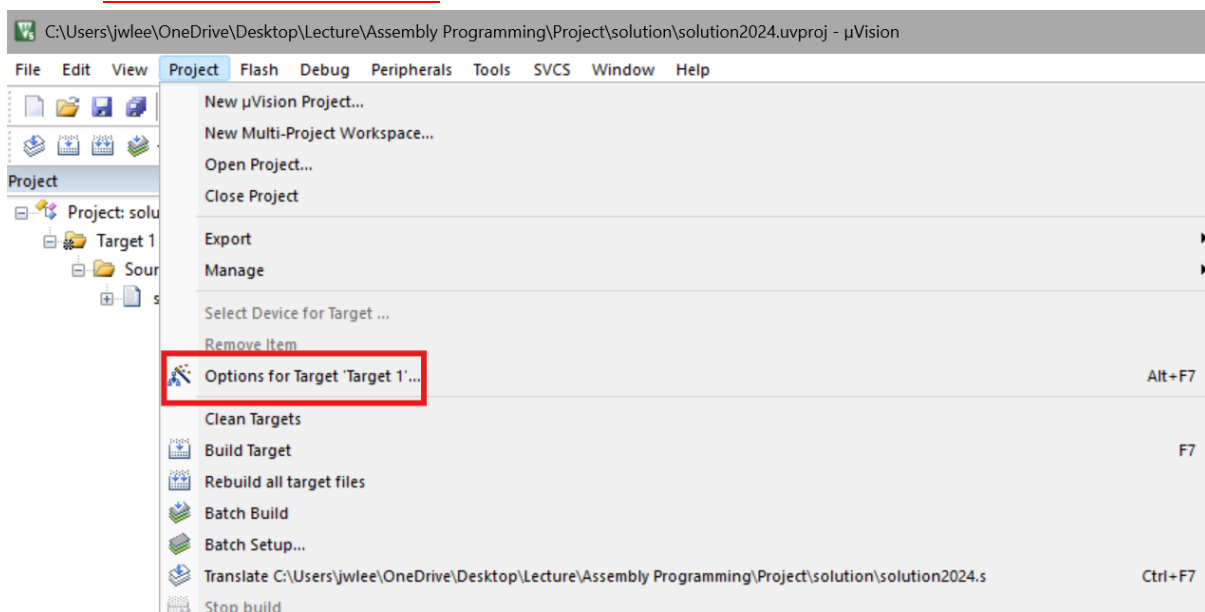 C:\Users\jwlee\OneDrive\Desktop\Lecture\Assembly Programming\Project\solution\solution2024.uvproj - µVision
File Edit View Project Flash Debug Peripherals Tools SVCS Window Help
New µVision Project...
New Multi-Project Workspace...
Open Project...
Close Project
Project
Project: solu
Target 1
Export
Sour
Manage
s
Select Device for Target ...
Remove Item
Options for Target 'Target 1'... Alt+F7
Clean Targets
Build Target F7
Rebuild all target files
Batch Build
Batch Setup...
Translate C:\Users\jwlee\OneDrive\Desktop\Lecture\Assembly Programming\Project\solution\solution2024.s Ctrl+F7
Stop build